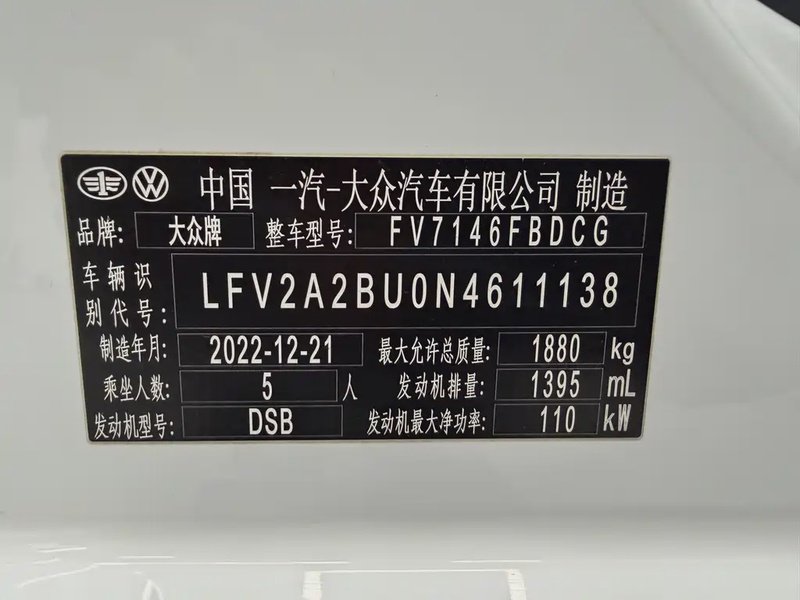 中国 一汽-大众汽车有限公司 制造
品牌: 大众牌 整车型号: FV7146FBDCG
车辆识别代号: LFV2A2BU0N4611138
制造年月: 2022-12-21 最大允许总质量: 1880 kg
乘坐人数: 5 人 发动机排量: 1395 mL
发动机型号: DSB 发动机最大净功率: 110 kW